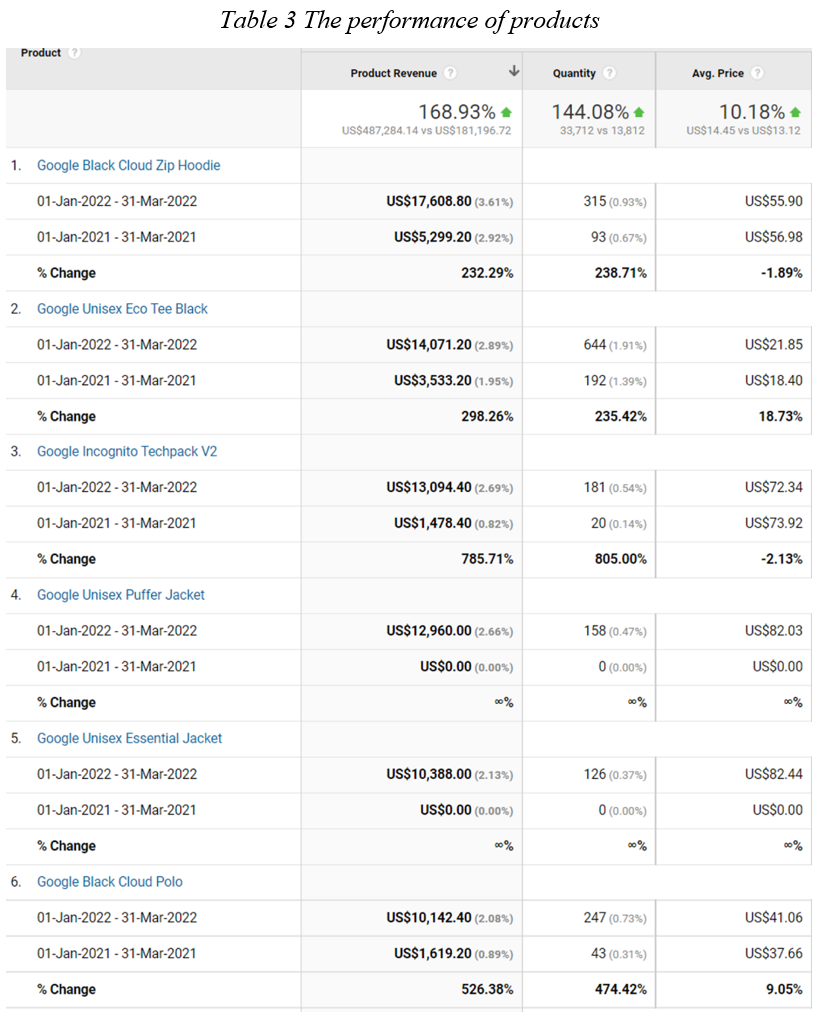 Table 3 The performance of products
Product ?
Product Revenue ? ↓ Quantity ? Avg. Price ?
168.93% 144.08% 10.18%
US$487,284.14 vs US$181,196.72 33,712 vs 13,812 US$14.45 vs US$13.12
1. Google Black Cloud Zip Hoodie
01-Jan-2022 - 31-Mar-2022 US$17,608.80 (3.61%) 315 (0.93%) US$55.90
01-Jan-2021 - 31-Mar-2021 US$5,299.20 (2.92%) 93 (0.67%) US$56.98
% Change 232.29% 238.71% -1.89%
2. Google Unisex Eco Tee Black
01-Jan-2022 - 31-Mar-2022 US$14,071.20 (2.89%) 644 (1.91%) US$21.85
01-Jan-2021 - 31-Mar-2021 US$3,533.20 (1.95%) 192 (1.39%) US$18.40
% Change 298.26% 235.42% 18.73%
3. Google Incognito Techpack V2
01-Jan-2022 - 31-Mar-2022 US$13,094.40 (2.69%) 181 (0.54%) US$72.34
01-Jan-2021 - 31-Mar-2021 US$1,478.40 (0.82%) 20 (0.14%) US$73.92
% Change 785.71% 805.00% -2.13%
4. Google Unisex Puffer Jacket
01-Jan-2022 - 31-Mar-2022 US$12,960.00 (2.66%) 158 (0.47%) US$82.03
01-Jan-2021 - 31-Mar-2021 US$0.00 (0.00%) 0 (0.00%) US$0.00
% Change ∞% ∞% ∞%
5. Google Unisex Essential Jacket
01-Jan-2022 - 31-Mar-2022 US$10,388.00 (2.13%) 126 (0.37%) US$82.44
01-Jan-2021 - 31-Mar-2021 US$0.00 (0.00%) 0 (0.00%) US$0.00
% Change ∞% ∞% ∞%
6. Google Black Cloud Polo
01-Jan-2022 - 31-Mar-2022 US$10,142.40 (2.08%) 247 (0.73%) US$41.06
01-Jan-2021 - 31-Mar-2021 US$1,619.20 (0.89%) 43 (0.31%) US$37.66
% Change 526.38% 474.42% 9.05%